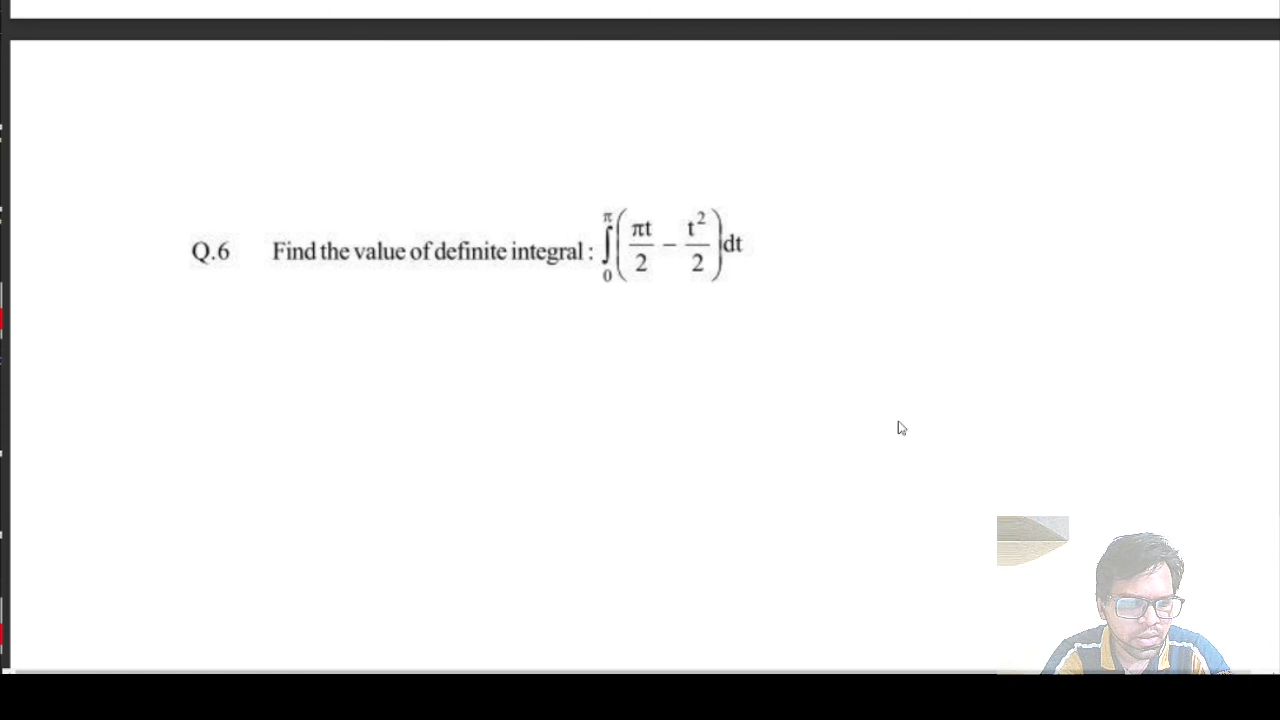 Q.6 Find the value of definite integral : ∫₀^π (πt/2 − t²/2) dt